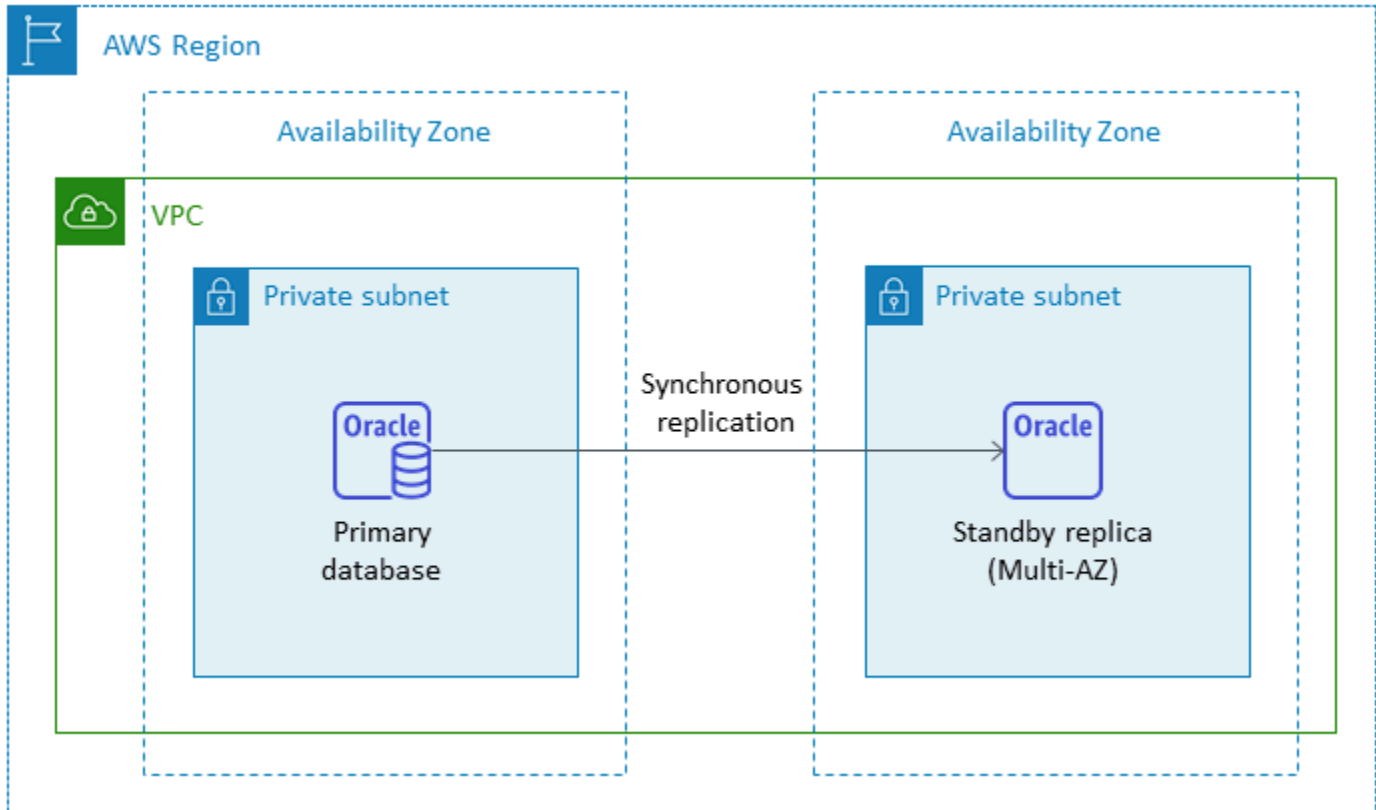 AWS Region
Availability Zone
Availability Zone
VPC
Private subnet
Private subnet
Synchronous
replication
Oracle
Oracle
Primary
database
Standby replica
(Multi-AZ)